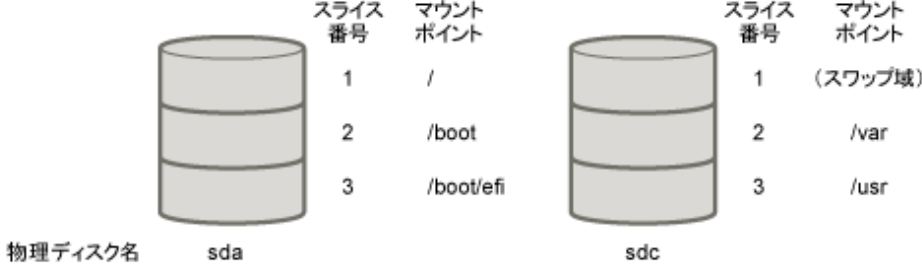 スライス 番号 マウント ポイント
1 /
2 /boot
3 /boot/efi
スライス 番号 マウント ポイント
1 (スワップ域)
2 /var
3 /usr
物理ディスク名 sda sdc